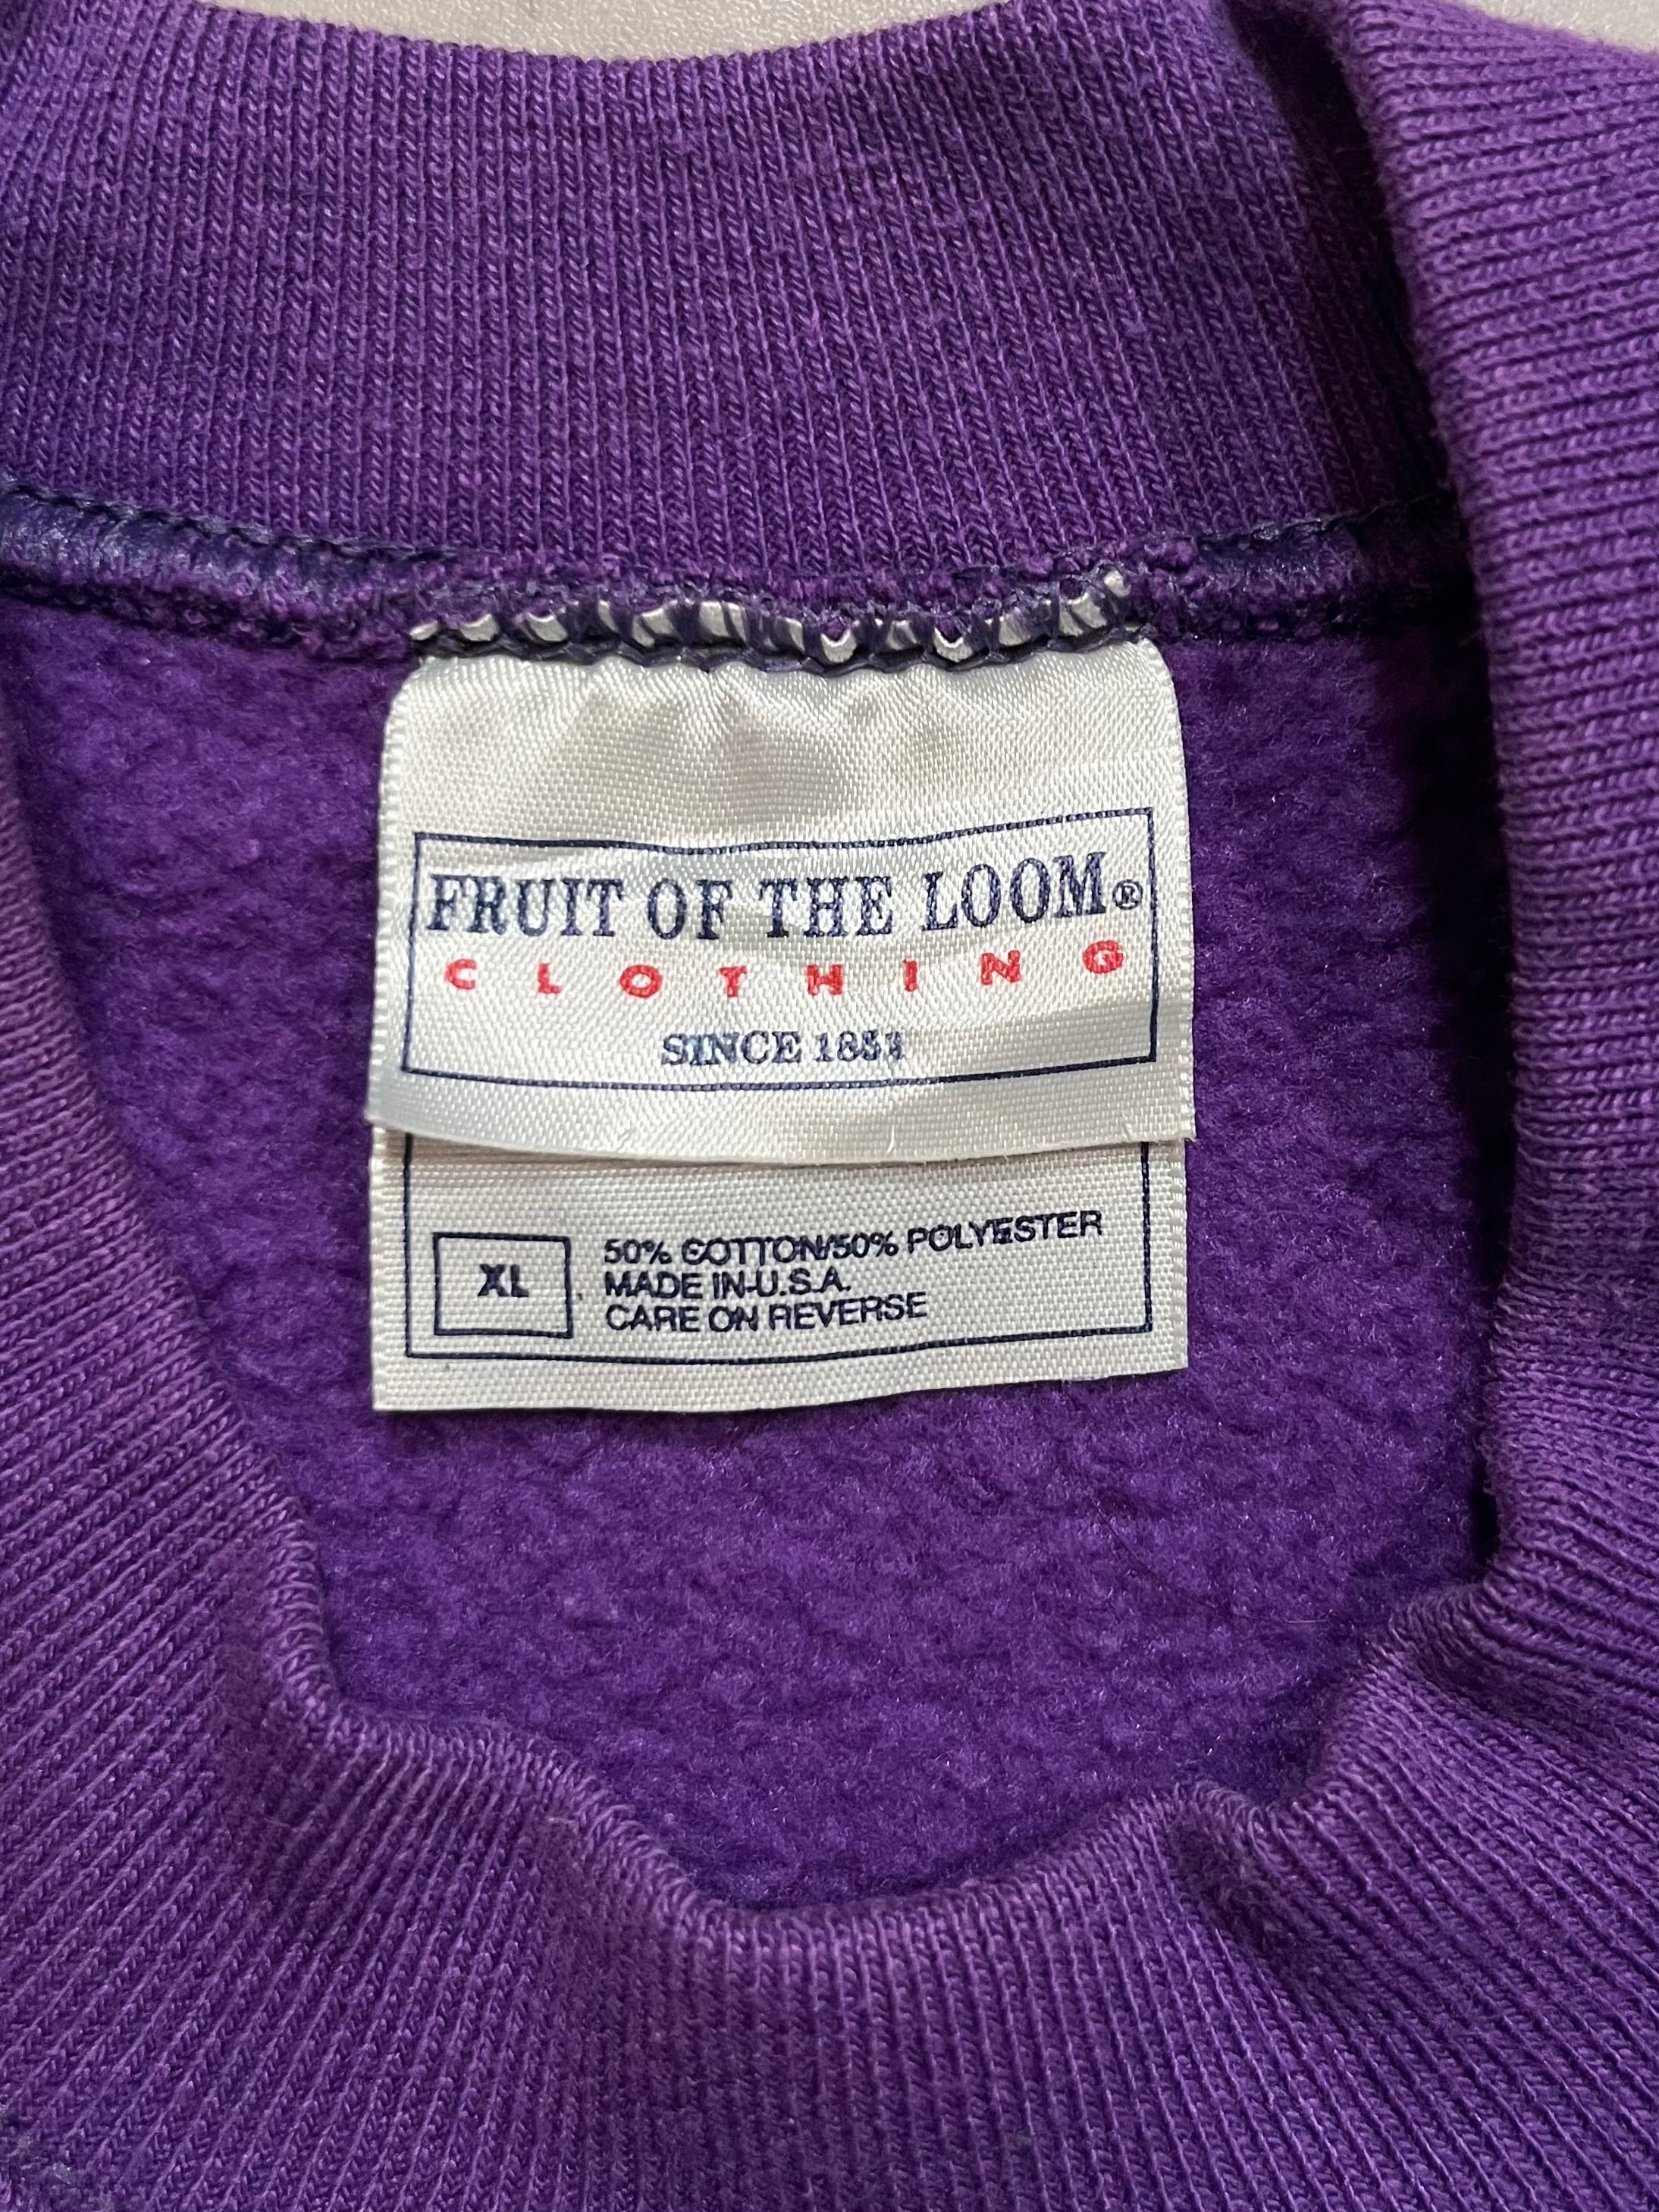 FRUIT OF THE LOOM®
CLOTHING
SINCE 1851
XL
50% COTTON/50% POLYESTER
MADE IN U.S.A.
CARE ON REVERSE